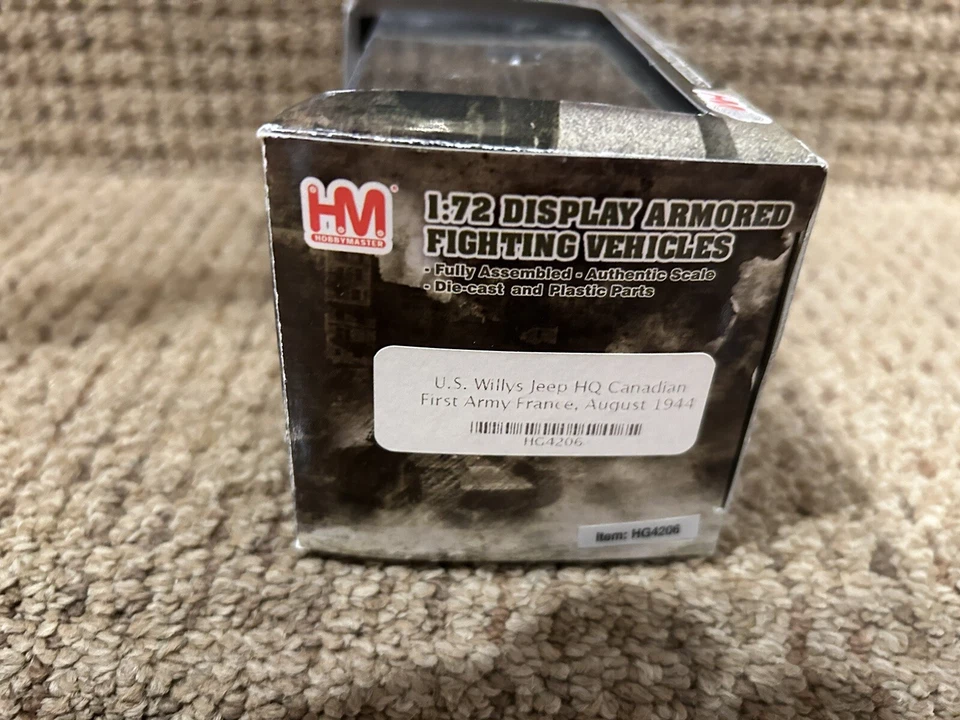 HM
HOBBYMASTER
1:72 DISPLAY ARMORED
FIGHTING VEHICLES
- Fully Assembled - Authentic Scale
- Die-cast and Plastic Parts
U.S. Willys Jeep HQ Canadian
First Army France, August 1944
HG4206
Item: HG4206